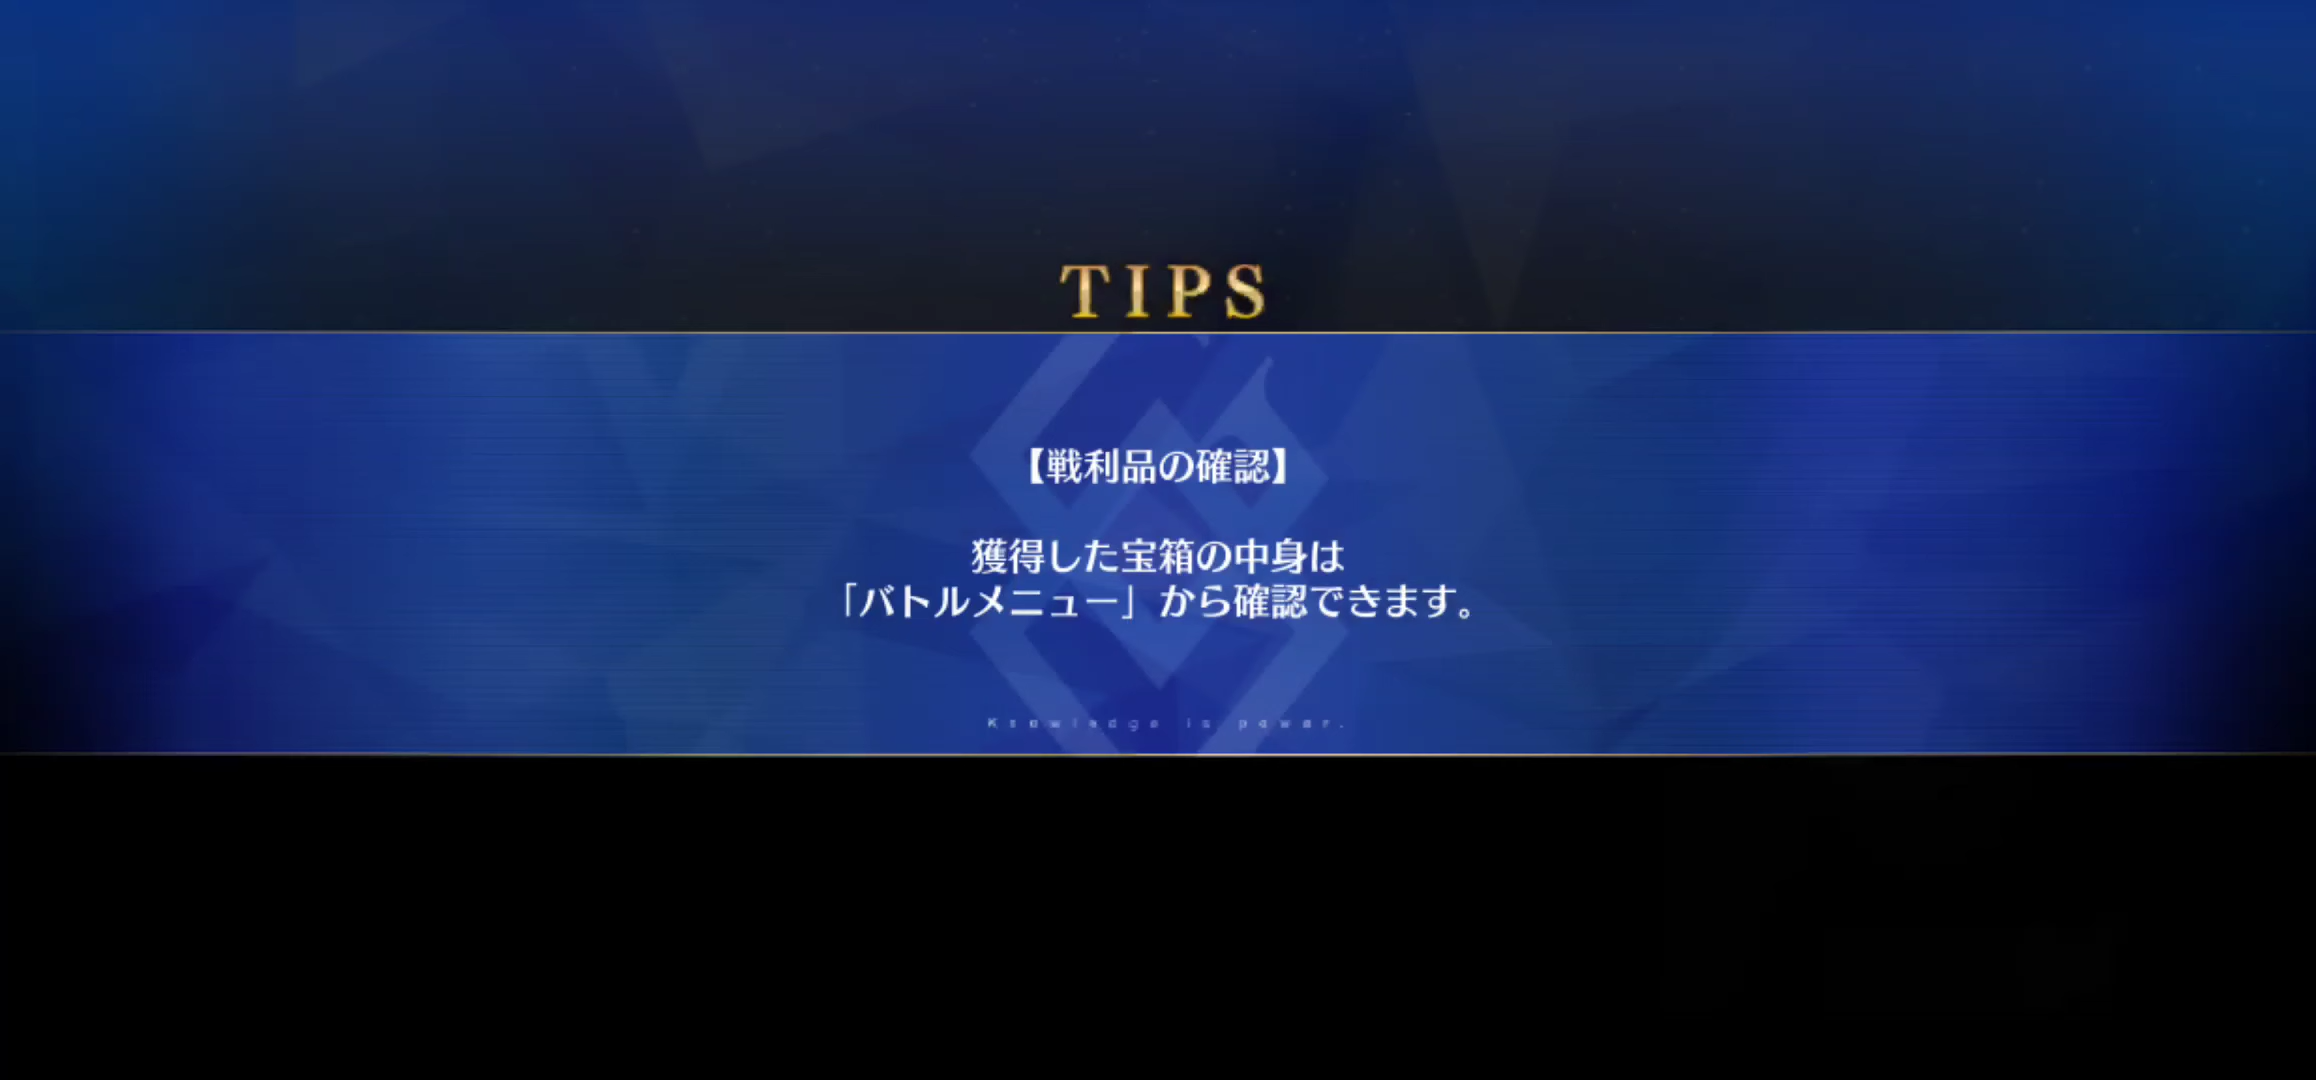 TIPS
【戦利品の確認】
獲得した宝箱の中身は
「バトルメニュー」から確認できます。
Knowledge is power.